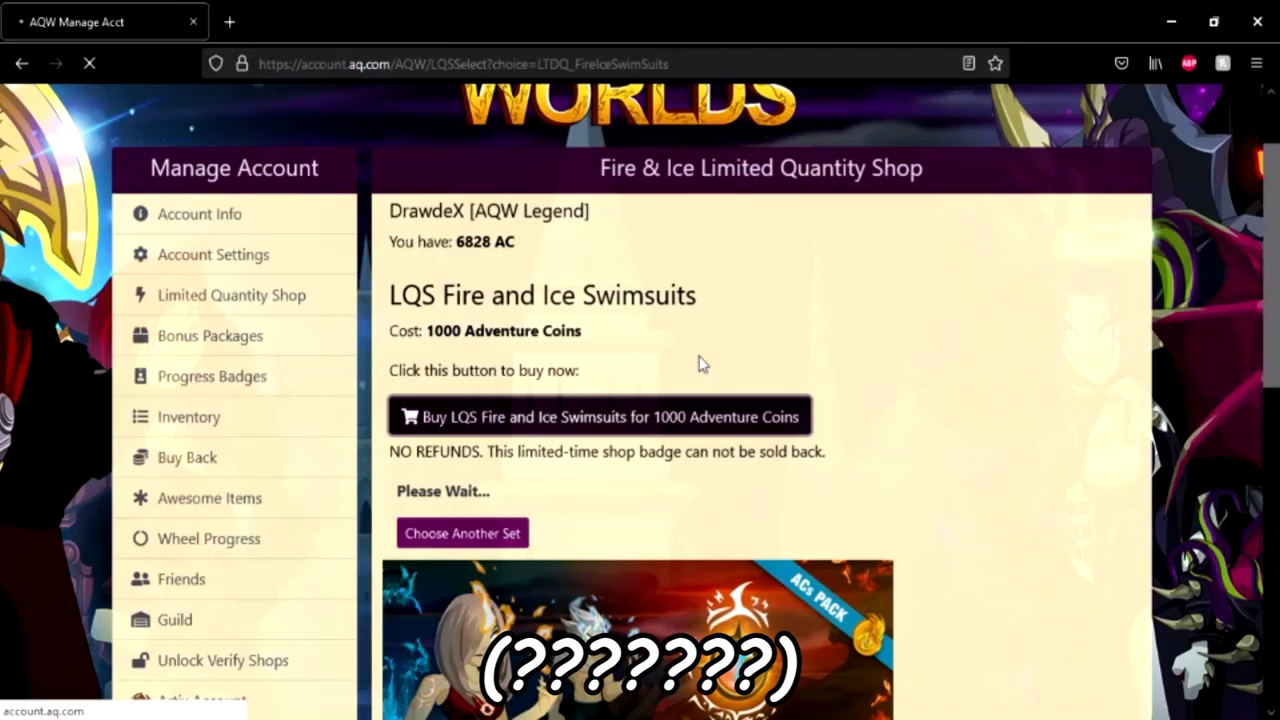 AQW Manage Acct
https://account.aq.com/AQW/LQSSelect?choice=LTDQ_FireIceSwimSuits
ABP
WORLDS
Manage Account
Account Info
Account Settings
Limited Quantity Shop
Bonus Packages
Progress Badges
Inventory
Buy Back
Awesome Items
Wheel Progress
Friends
Guild
Unlock Verify Shops
Fire & Ice Limited Quantity Shop
DrawdeX [AQW Legend]
You have: 6828 AC
LQS Fire and Ice Swimsuits
Cost: 1000 Adventure Coins
Click this button to buy now:
Buy LQS Fire and Ice Swimsuits for 1000 Adventure Coins
NO REFUNDS. This limited-time shop badge can not be sold back.
Please Wait...
Choose Another Set
ACs PACK
(???????)
account.aq.com